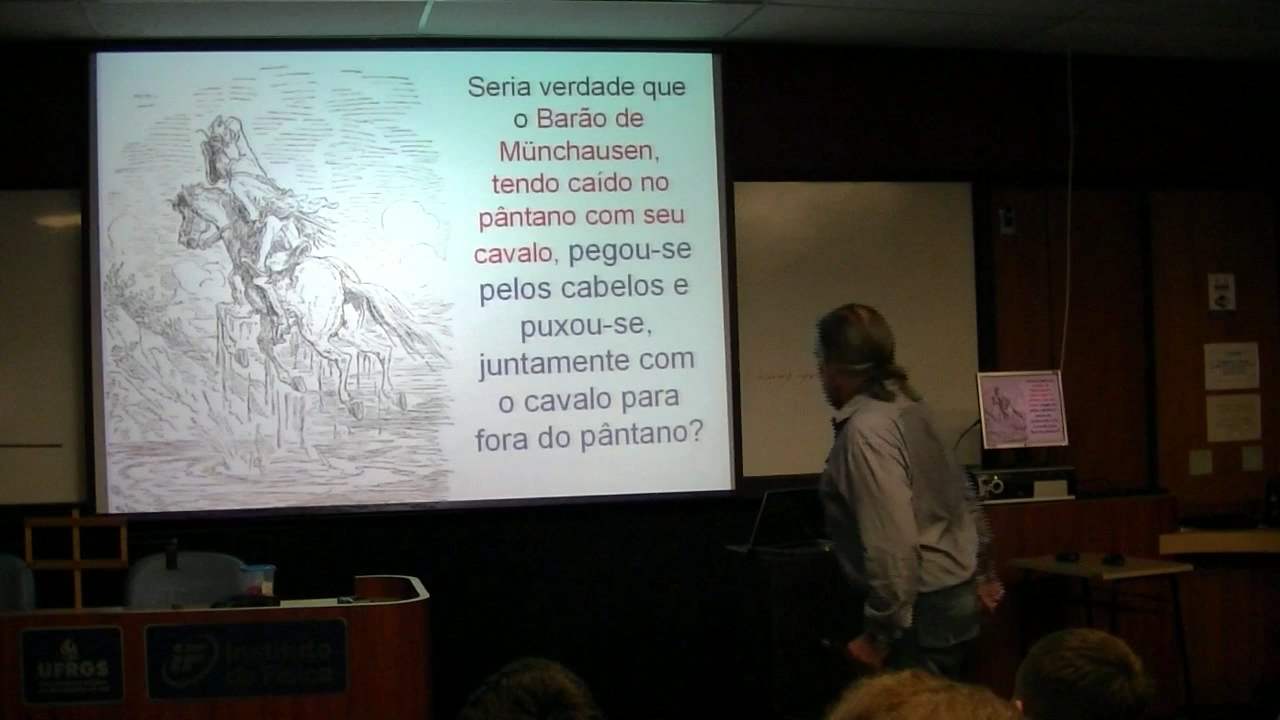 Seria verdade que
o Barão de
Münchausen,
tendo caído no
pântano com seu
cavalo, pegou-se
pelos cabelos e
puxou-se,
juntamente com
o cavalo para
fora do pântano?
UFRGS
IF Instituto
de Física